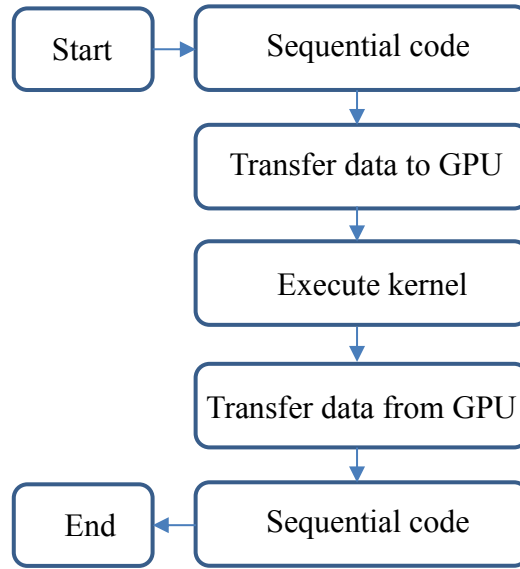 Start
Sequential code
Transfer data to GPU
Execute kernel
Transfer data from GPU
Sequential code
End